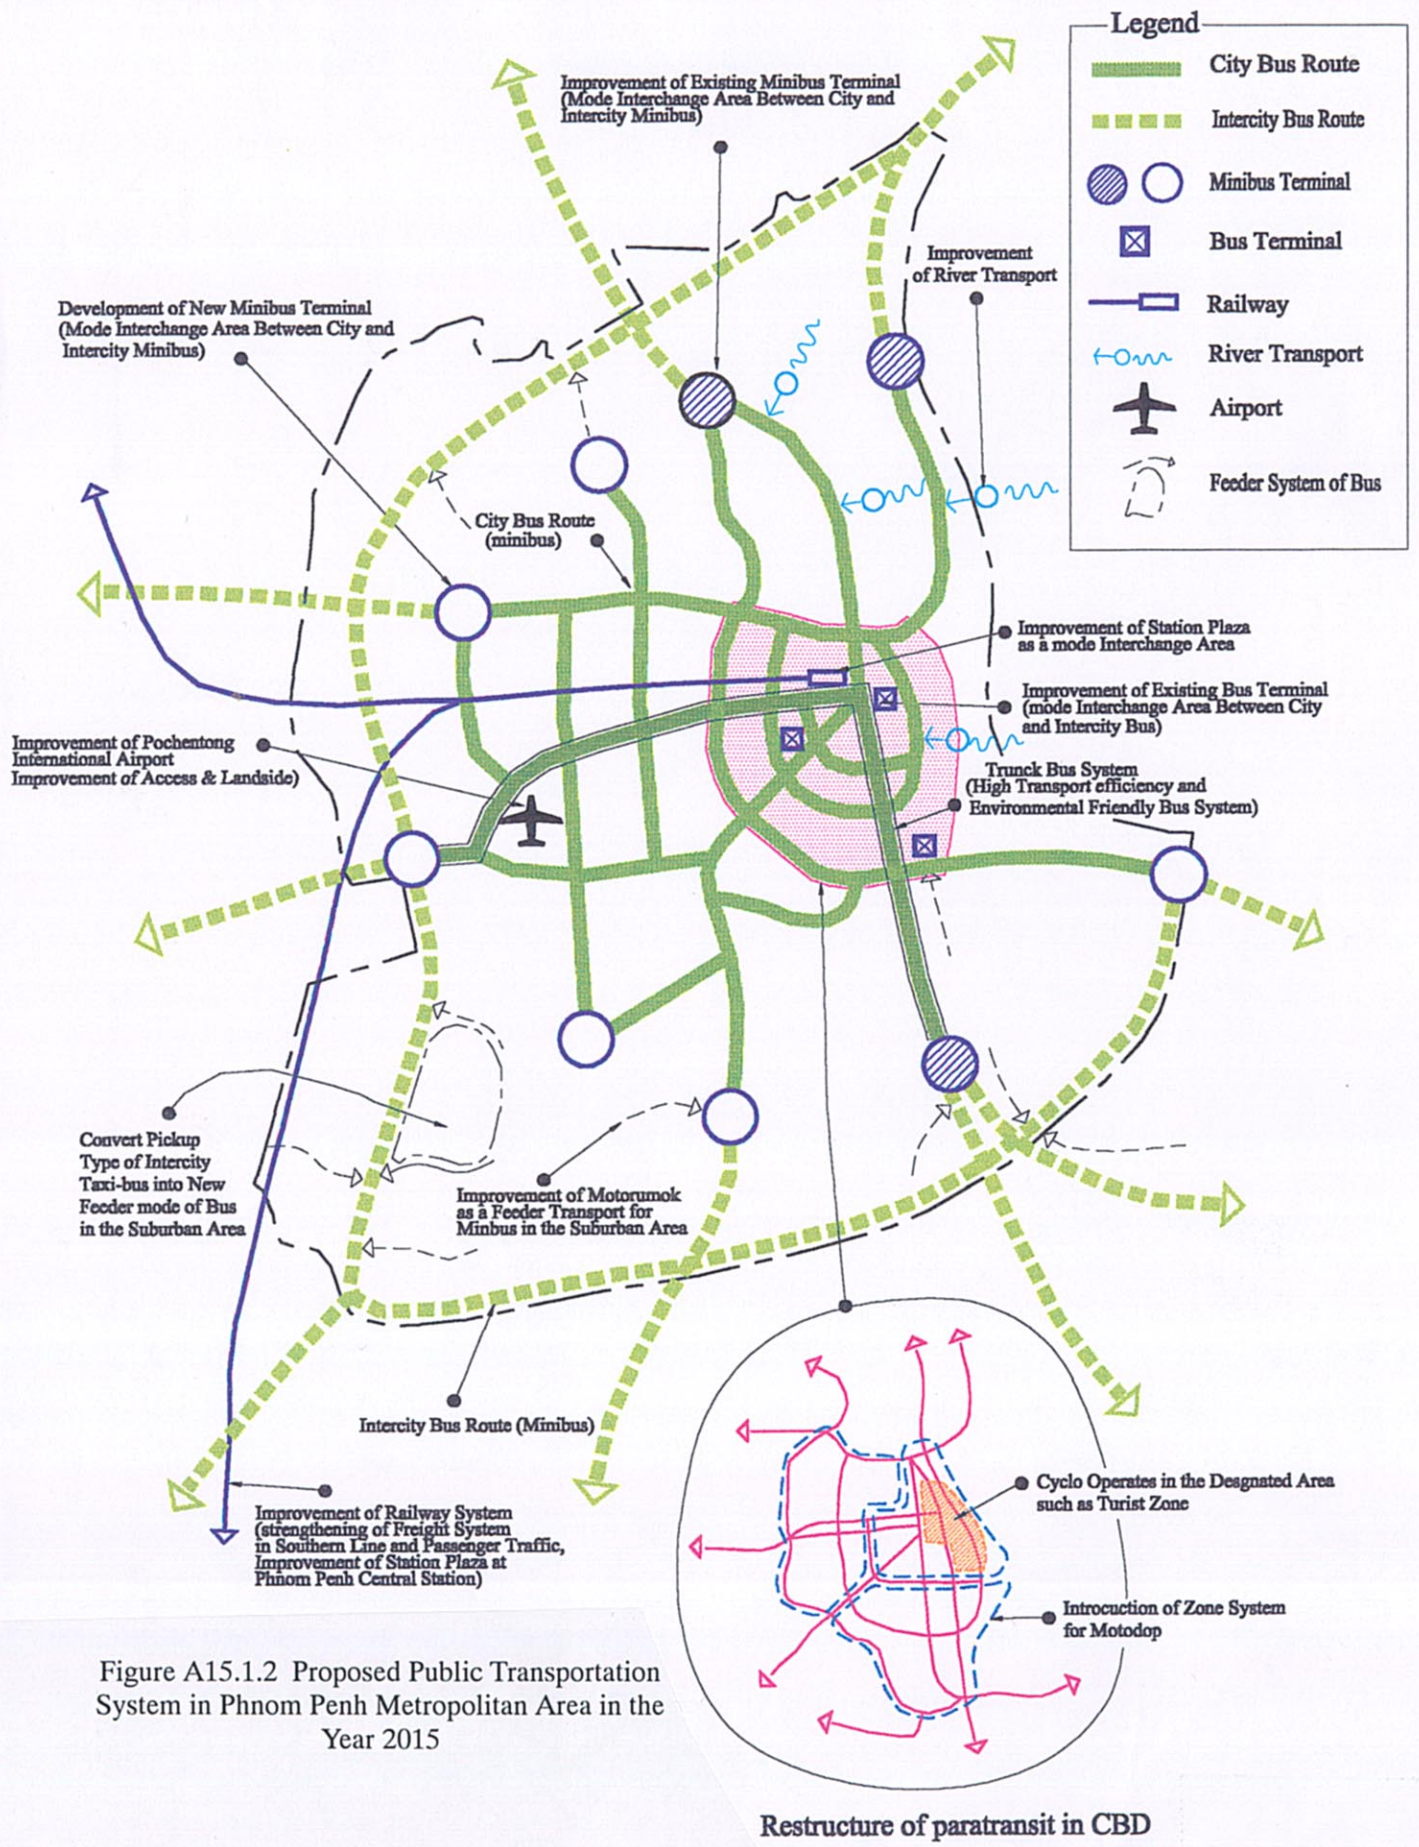 Legend
City Bus Route
Intercity Bus Route
Minibus Terminal
Bus Terminal
Railway
River Transport
Airport
Feeder System of Bus
Improvement of Existing Minibus Terminal
(Mode Interchange Area Between City and
Intercity Minibus)
Improvement
of River Transport
Development of New Minibus Terminal
(Mode Interchange Area Between City and
Intercity Minibus)
City Bus Route
(minibus)
Improvement of Station Plaza
as a mode Interchange Area
Improvement of Existing Bus Terminal
(mode Interchange Area Between City
and Intercity Bus)
Improvement of Pochentong
International Airport
Improvement of Access & Landside)
Trunck Bus System
(High Transport efficiency and
Environmental Friendly Bus System)
Convert Pickup
Type of Intercity
Taxi-bus into New
Feeder mode of Bus
in the Suburban Area
Improvement of Motorumok
as a Feeder Transport for
Minbus in the Suburban Area
Intercity Bus Route (Minibus)
Improvement of Railway System
(strengthening of Freight System
in Southern Line and Passenger Traffic,
Improvement of Station Plaza at
Phnom Penh Central Station)
Cyclo Operates in the Desgnated Area
such as Turist Zone
Introcuction of Zone System
for Motodop
Figure A15.1.2 Proposed Public Transportation
System in Phnom Penh Metropolitan Area in the
Year 2015
Restructure of paratransit in CBD